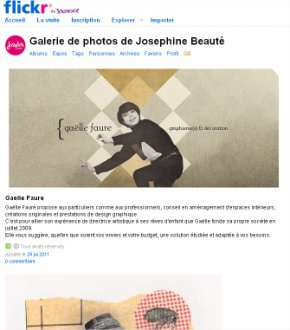 flickr from YAHOO!
Accueil La visite Inscription Explorer Importer
Galerie de photos de Josephine Beauté
Albums Expos Tags Personnes Archives Favoris Profil
{ gaëlle faure graphisme(s) & décoration
Gaelle Faure
Gaëlle Faure propose aux particuliers comme aux professionnels, conseil en aménagement d'espaces intérieurs,
créations originales et prestations de design graphique.
C'est pour allier son expérience de directrice artistique à ses rêves d'enfant que Gaëlle fonde sa propre société en
juillet 2009.
Elle vous suggère, quelles que soient vos envies et votre budget, une solution étudiée et adaptée à vos besoins.
Tous droits réservés
Ajoutée le 28 jul 2011
0 commentaire